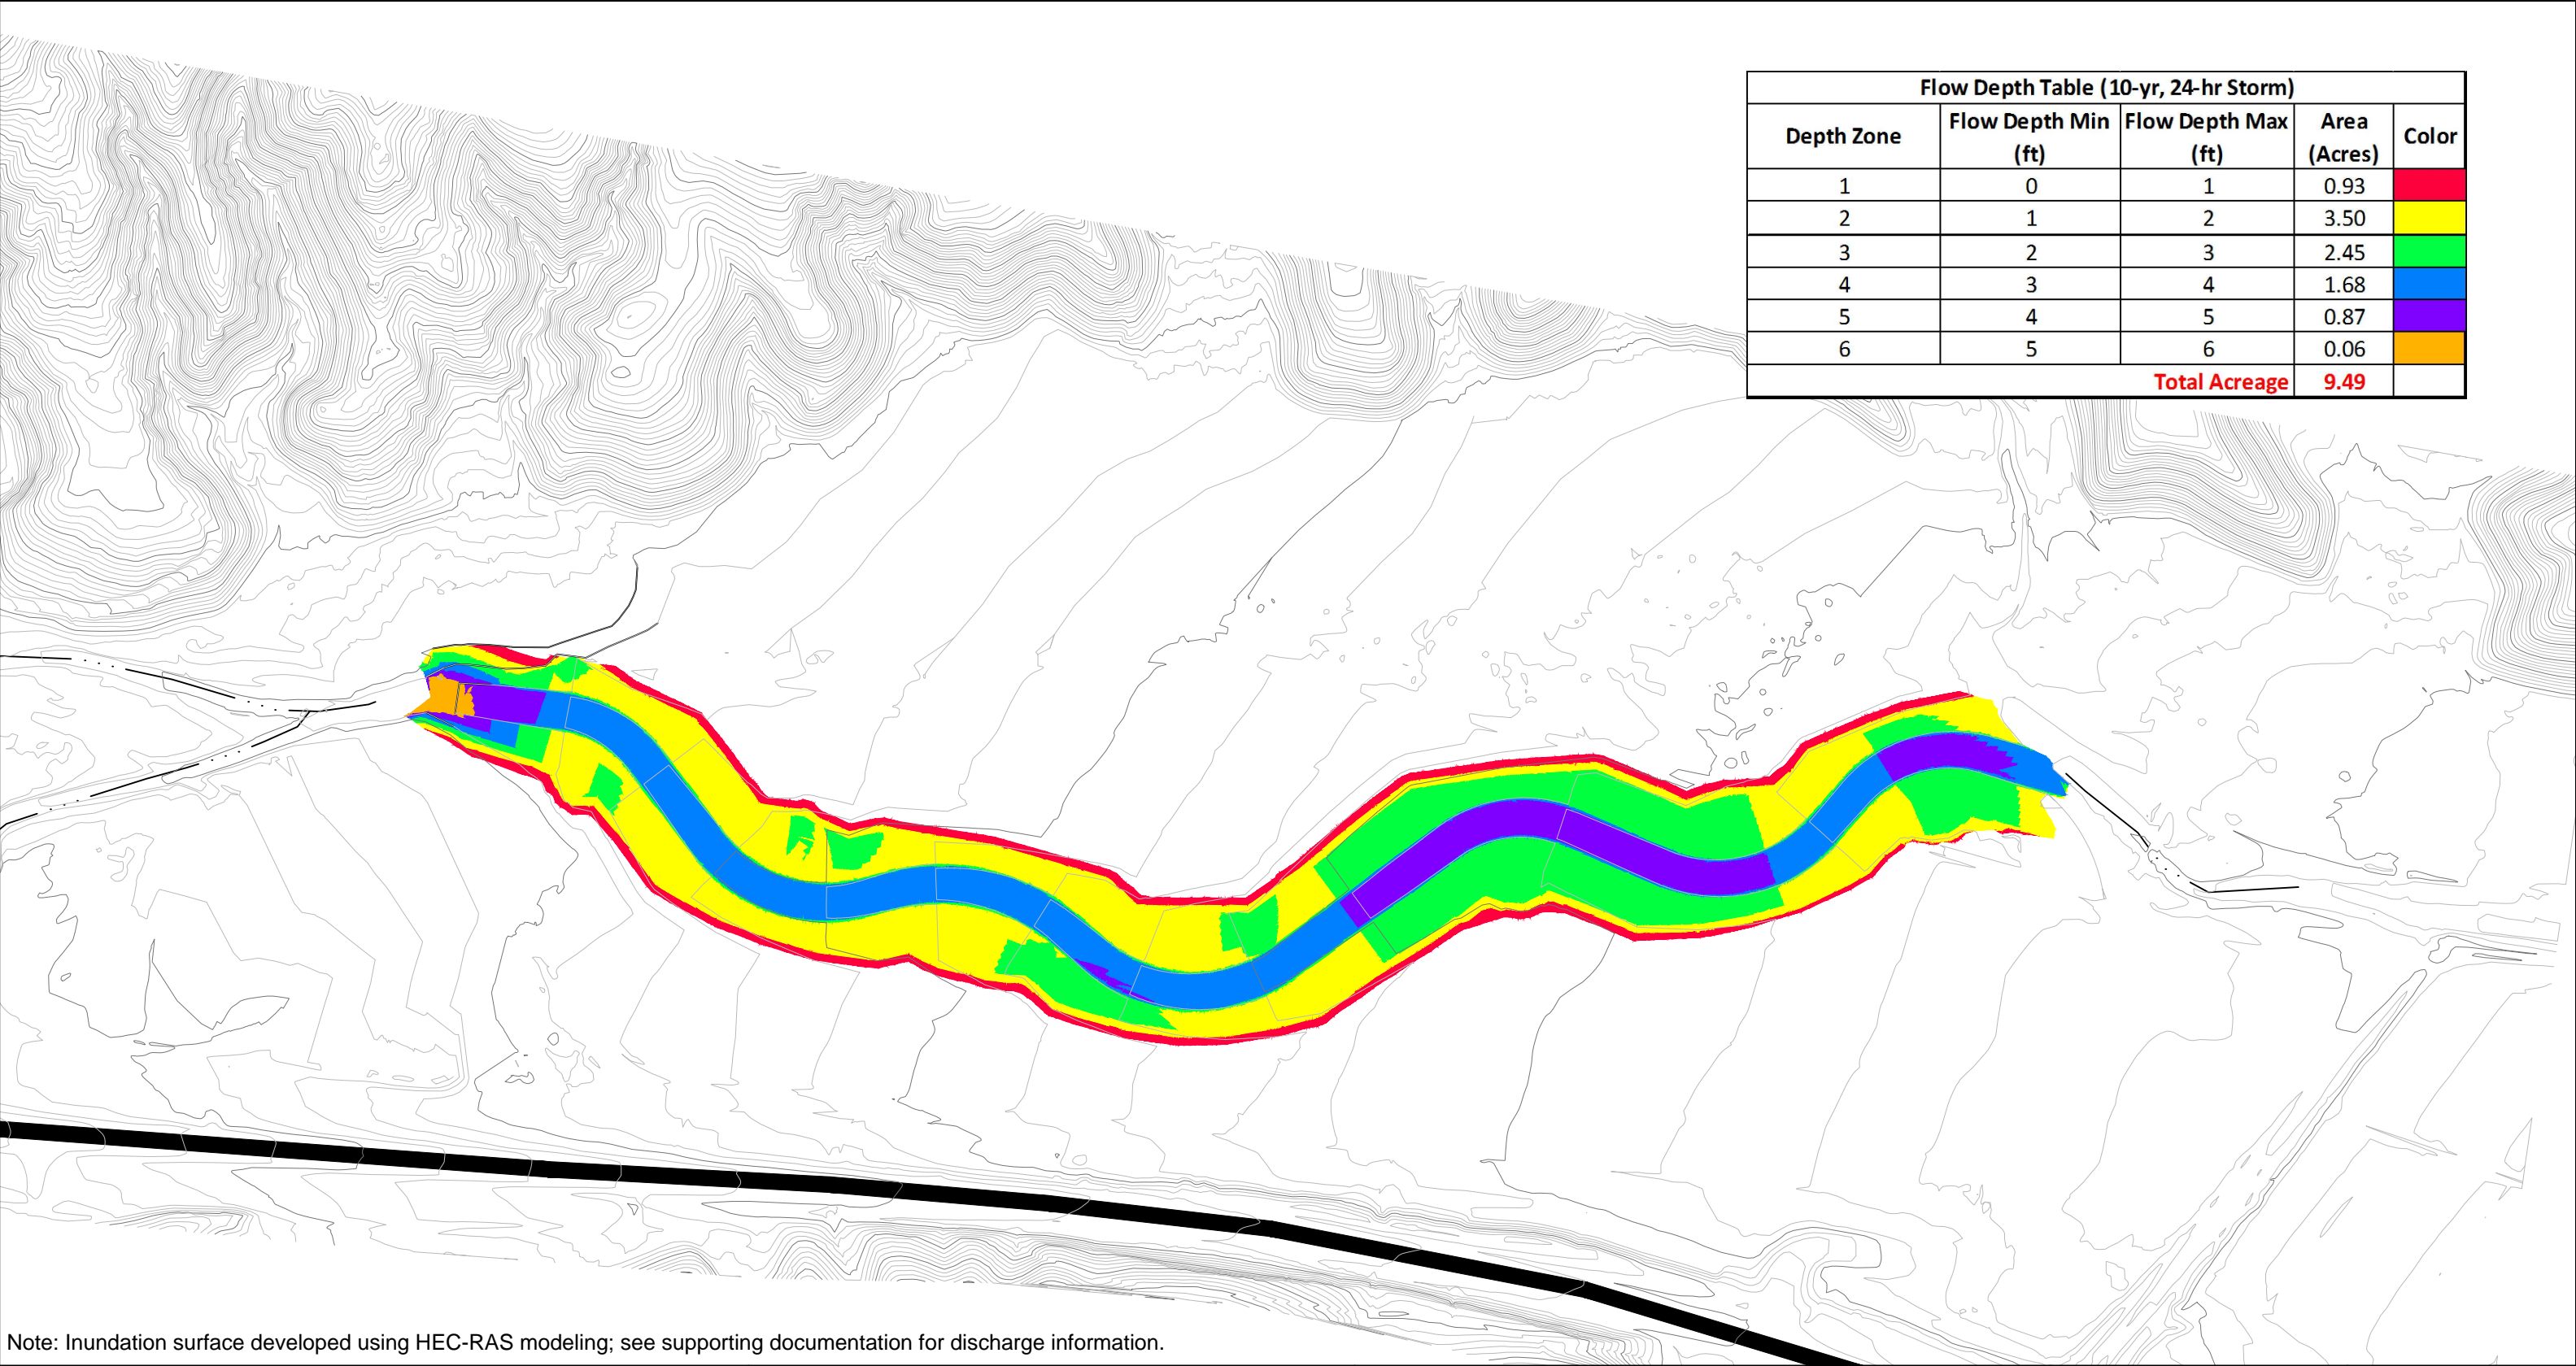 Flow Depth Table (10-yr, 24-hr Storm)
Depth Zone Flow Depth Min (ft) Flow Depth Max (ft) Area (Acres) Color
1 0 1 0.93
2 1 2 3.50
3 2 3 2.45
4 3 4 1.68
5 4 5 0.87
6 5 6 0.06
Total Acreage 9.49
Note: Inundation surface developed using HEC-RAS modeling; see supporting documentation for discharge information.